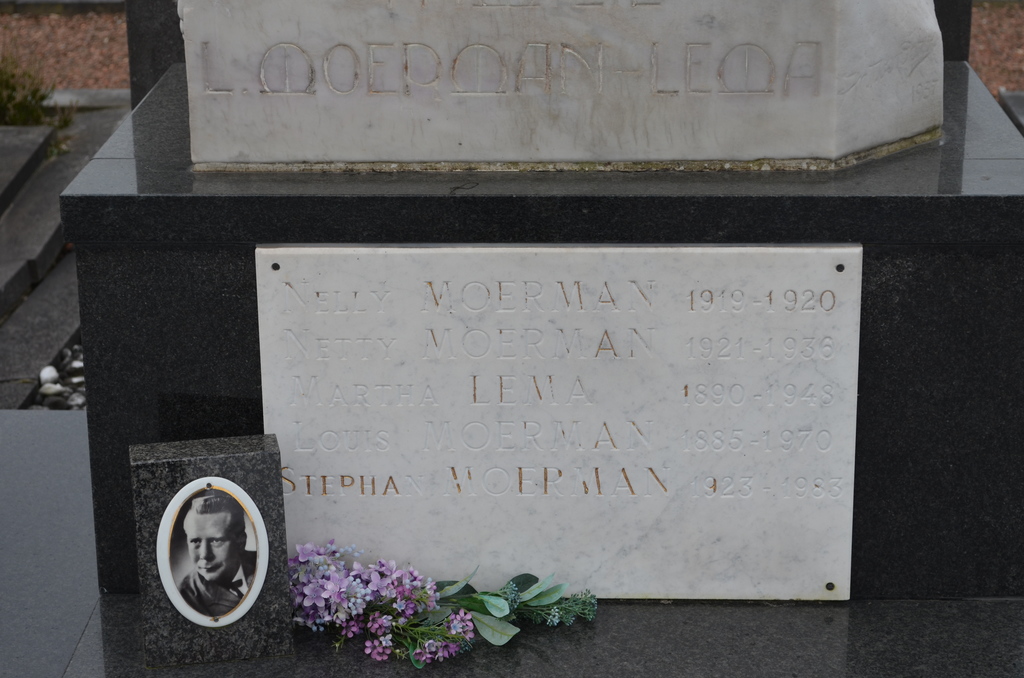 L. MOERMAN-LEMA
NELLY MOERMAN 1919-1920
NETTY MOERMAN 1921-1936
MARTHA LEMA 1890-1948
LOUIS MOERMAN 1885-1970
STEPHAN MOERMAN 1923-1983